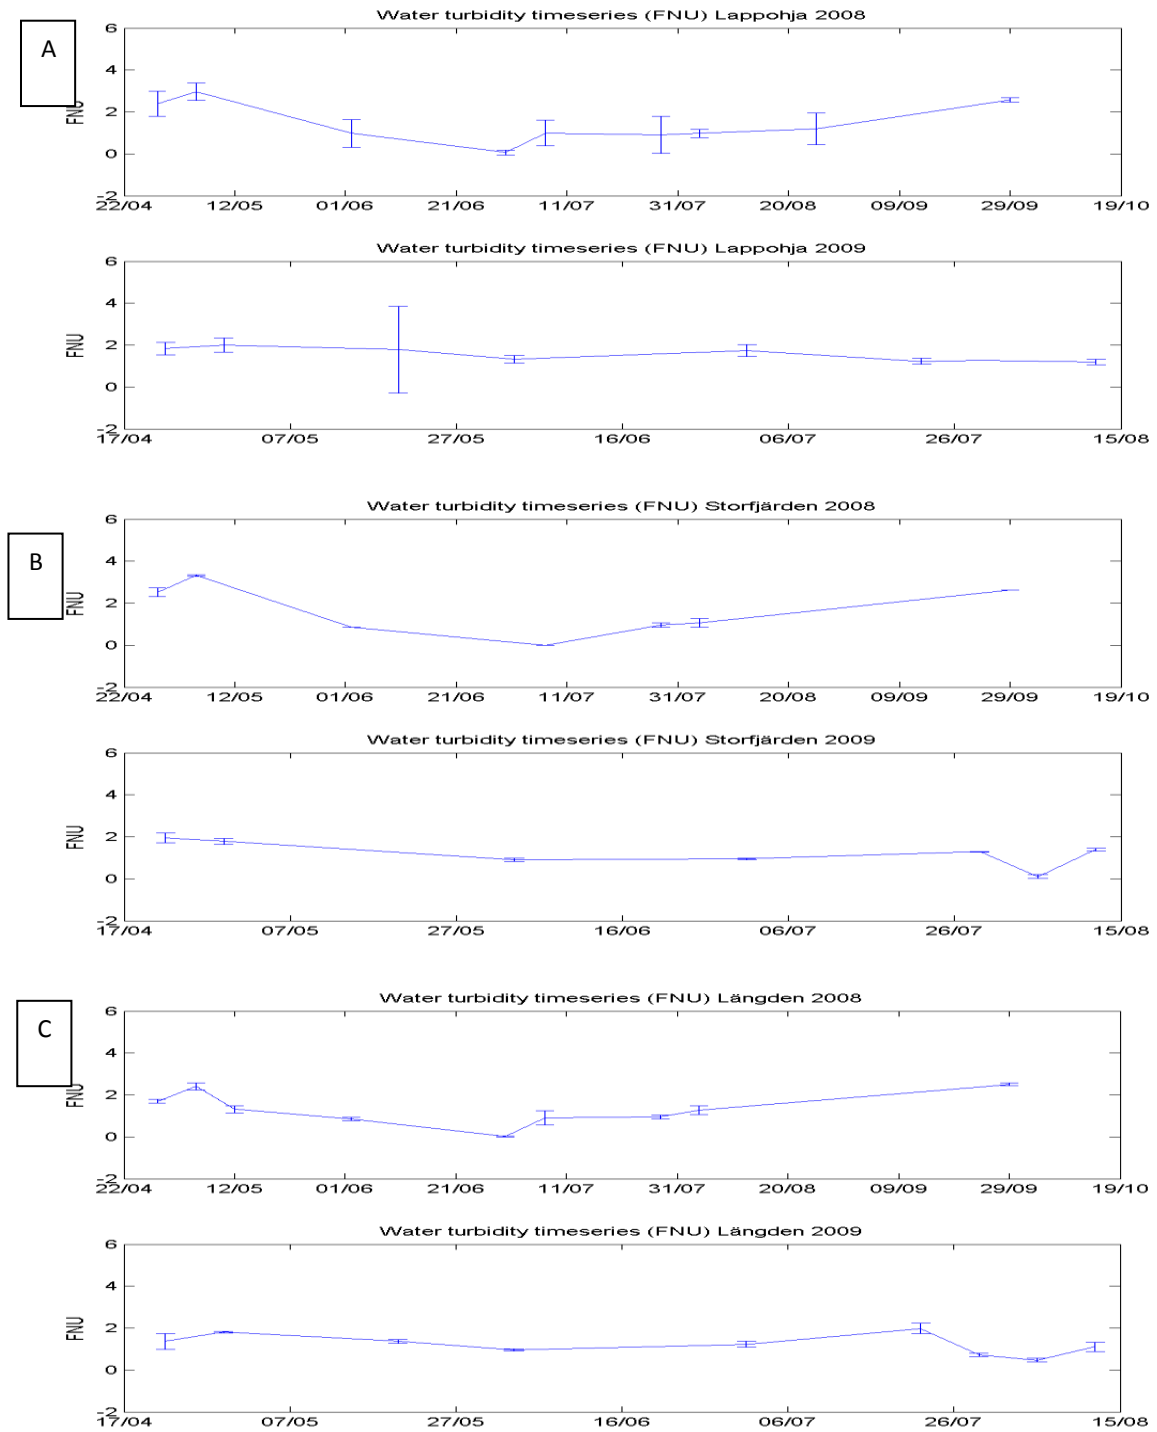 A
Water turbidity timeseries (FNU) Lappohja 2008
FNU
6
4
2
0
-2
22/04 12/05 01/06 21/06 11/07 31/07 20/08 09/09 29/09 19/10
Water turbidity timeseries (FNU) Lappohja 2009
FNU
6
4
2
0
-2
17/04 07/05 27/05 16/06 06/07 26/07 15/08
B
Water turbidity timeseries (FNU) Storfjärden 2008
FNU
6
4
2
0
-2
22/04 12/05 01/06 21/06 11/07 31/07 20/08 09/09 29/09 19/10
Water turbidity timeseries (FNU) Storfjärden 2009
FNU
6
4
2
0
-2
17/04 07/05 27/05 16/06 06/07 26/07 15/08
C
Water turbidity timeseries (FNU) Längden 2008
FNU
6
4
2
0
-2
22/04 12/05 01/06 21/06 11/07 31/07 20/08 09/09 29/09 19/10
Water turbidity timeseries (FNU) Längden 2009
FNU
6
4
2
0
-2
17/04 07/05 27/05 16/06 06/07 26/07 15/08